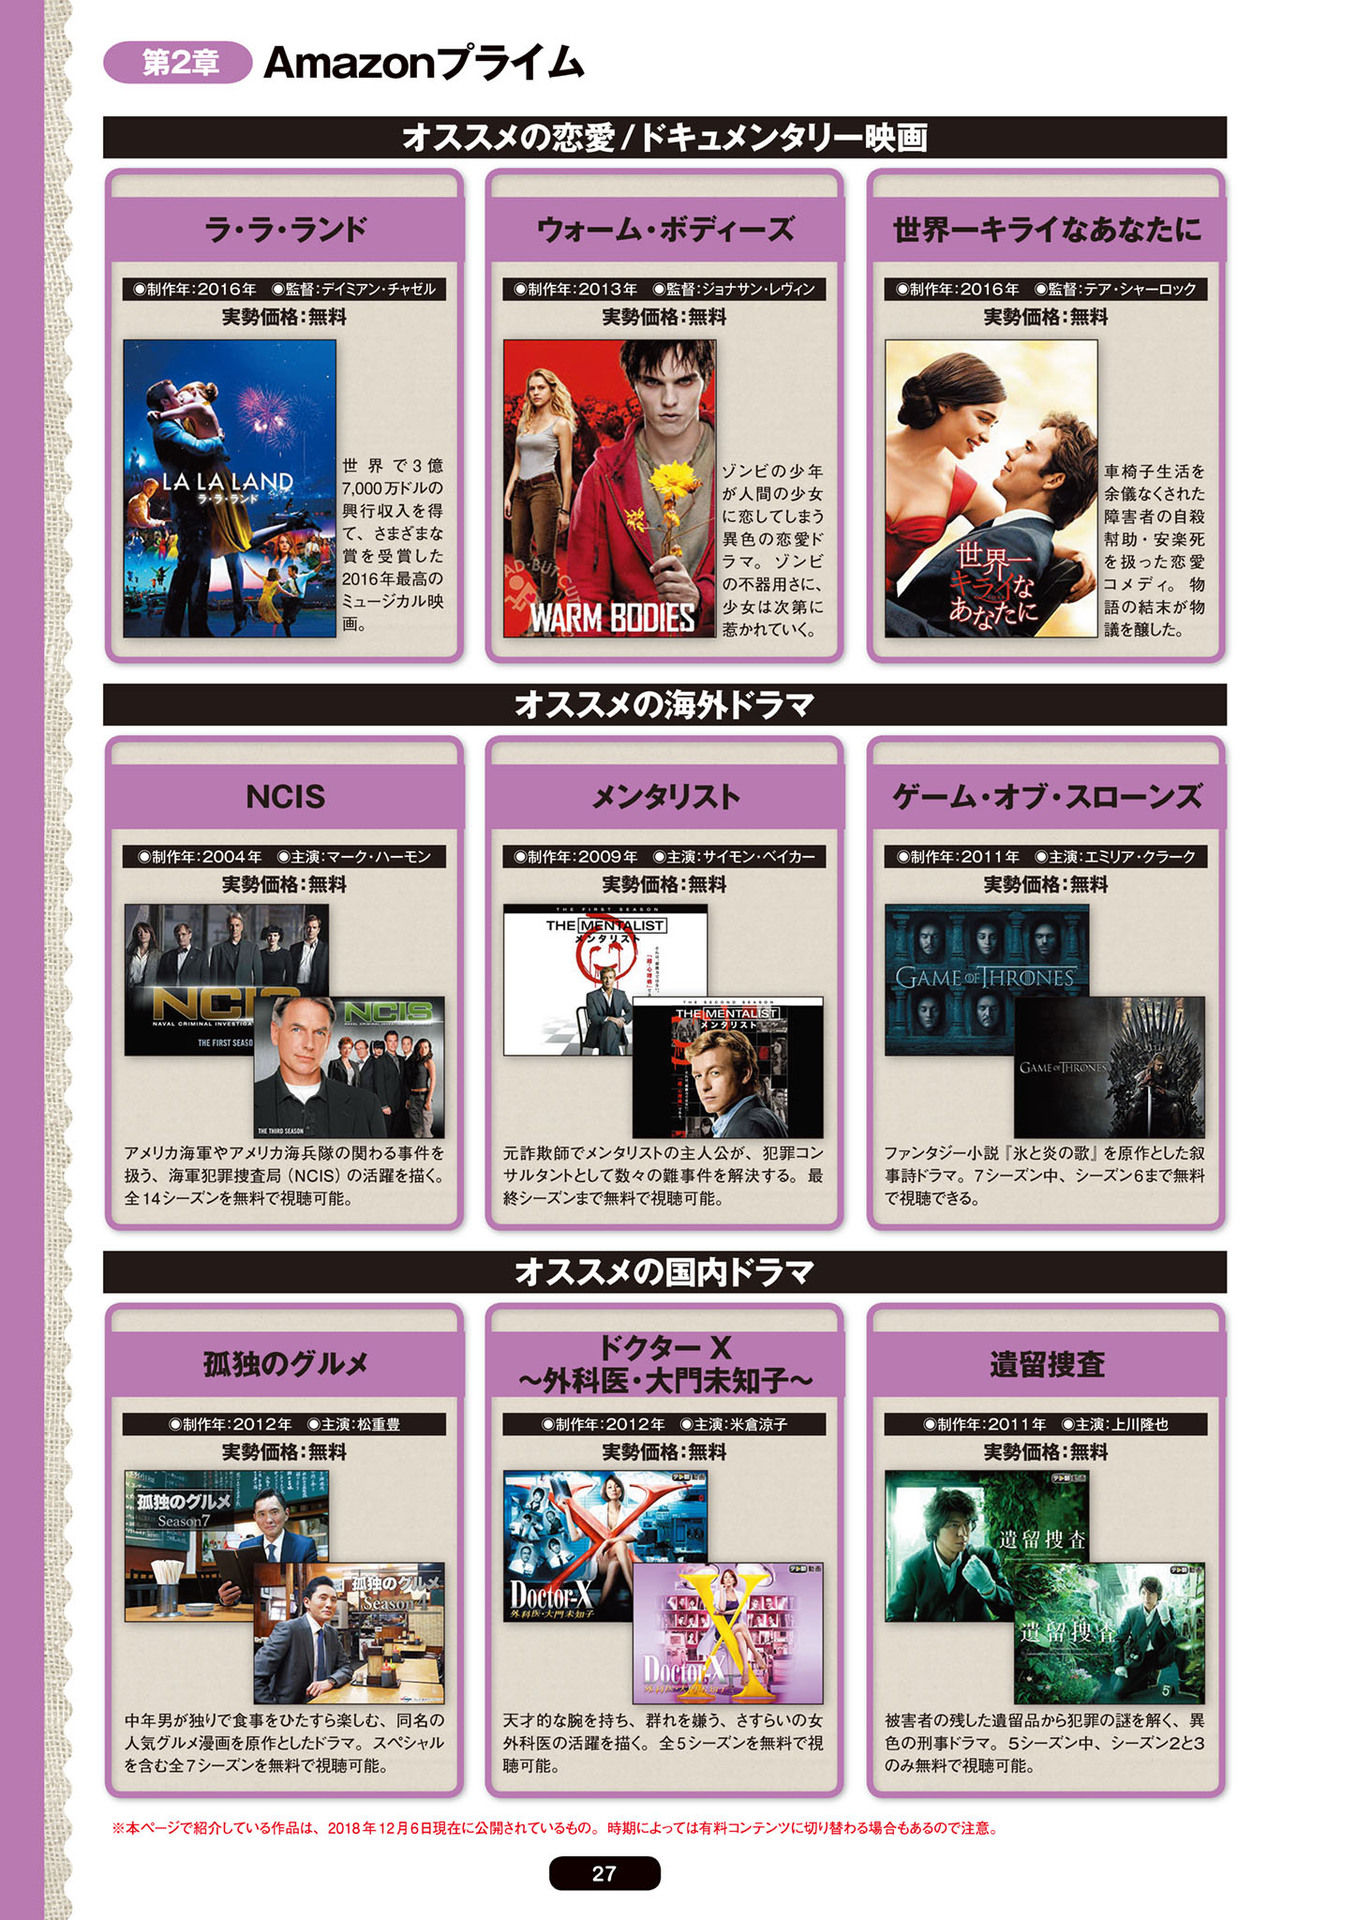 第2章 Amazonプライム
オススメの恋愛/ドキュメンタリー映画
ラ・ラ・ランド
◉制作年:2016年 ◉監督:デイミアン・チャゼル
実勢価格:無料
LA LA LAND
ラ・ラ・ランド
世界で3億
7,000万ドルの
興行収入を得
て、さまざまな
賞を受賞した
2016年最高の
ミュージカル映
画。
ウォーム・ボディーズ
◉制作年:2013年 ◉監督:ジョナサン・レヴィン
実勢価格:無料
WARM BODIES
ゾンビの少年
が人間の少女
に恋してしまう
異色の恋愛ド
ラマ。ゾンビ
の不器用さに、
少女は次第に
惹かれていく。
世界一キライなあなたに
◉制作年:2016年 ◉監督:テア・シャーロック
実勢価格:無料
世界一
キライな
あなたに
車椅子生活を
余儀なくされた
障害者の自殺
幇助・安楽死
を扱った恋愛
コメディ。物
語の結末が物
議を醸した。
オススメの海外ドラマ
NCIS
◉制作年:2004年 ◉主演:マーク・ハーモン
実勢価格:無料
NCIS
NAVAL CRIMINAL INVESTIGA
THE FIRST SEASO
NCIS
THE THIRD SEASON
アメリカ海軍やアメリカ海兵隊の関わる事件を
扱う、海軍犯罪捜査局(NCIS)の活躍を描く。
全14シーズンを無料で視聴可能。
メンタリスト
◉制作年:2009年 ◉主演:サイモン・ベイカー
実勢価格:無料
THE FIRST SEASON
THE MENTALIST
メンタリスト
THE SECOND SEASON
THE MENTALIST
メンタリスト
元詐欺師でメンタリストの主人公が、犯罪コン
サルタントとして数々の難事件を解決する。最
終シーズンまで無料で視聴可能。
ゲーム・オブ・スローンズ
◉制作年:2011年 ◉主演:エミリア・クラーク
実勢価格:無料
GAME OF THRONES
GAME OF THRONES
ファンタジー小説『氷と炎の歌』を原作とした叙
事詩ドラマ。7シーズン中、シーズン6まで無料
で視聴できる。
オススメの国内ドラマ
孤独のグルメ
◉制作年:2012年 ◉主演:松重豊
実勢価格:無料
孤独のグルメ
Season7
孤独のグルメ
Season4
中年男が独りで食事をひたすら楽しむ、同名の
人気グルメ漫画を原作としたドラマ。スペシャル
を含む全7シーズンを無料で視聴可能。
ドクター X
〜外科医・大門未知子〜
◉制作年:2012年 ◉主演:米倉涼子
実勢価格:無料
テレ朝動画
Doctor-X
外科医・大門未知子
テレ朝動画
Doctor-X
外科医・大門未知子
天才的な腕を持ち、群れを嫌う、さすらいの女
外科医の活躍を描く。全5シーズンを無料で視
聴可能。
遺留捜査
◉制作年:2011年 ◉主演:上川隆也
実勢価格:無料
テレ朝動画
遺留捜査
テレ朝動画
遺留捜査
5
被害者の残した遺留品から犯罪の謎を解く、異
色の刑事ドラマ。5シーズン中、シーズン2と3
のみ無料で視聴可能。
※本ページで紹介している作品は、2018年12月6日現在に公開されているもの。時期によっては有料コンテンツに切り替わる場合もあるので注意。
27